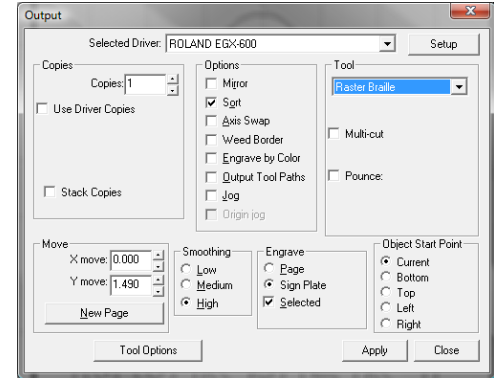 Output
Selected Driver: ROLAND EGX-600
Setup
Copies
Copies: 1
Use Driver Copies
Stack Copies
Options
Mirror
Sort
Axis Swap
Weed Border
Engrave by Color
Output Tool Paths
Jog
Origin jog
Tool
Raster Braille
Multi-cut
Pounce:
Move
X move: 0.000
Y move: 1.490
New Page
Smoothing
Low
Medium
High
Engrave
Page
Sign Plate
Selected
Object Start Point
Current
Bottom
Top
Left
Right
Tool Options
Apply
Close